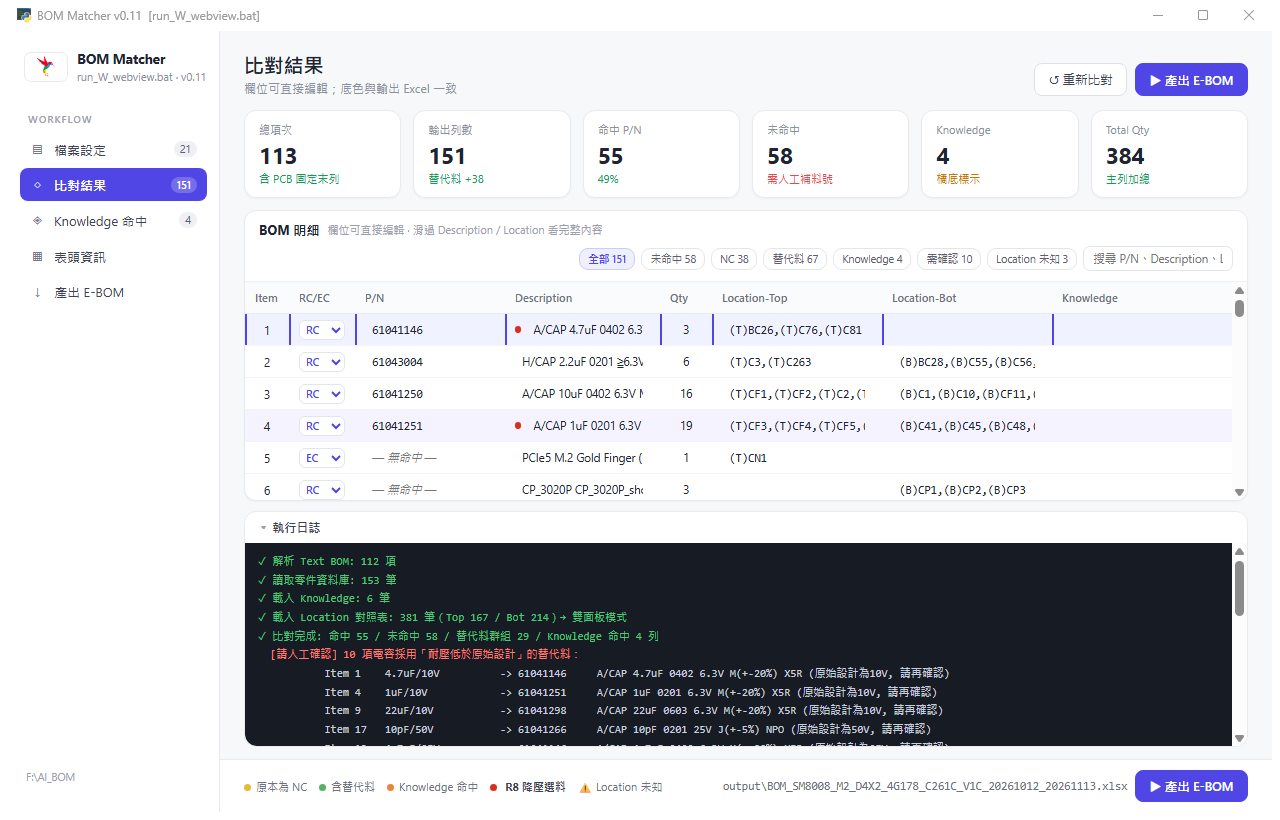 BOM Matcher v0.11 [run_W_webview.bat]
BOM Matcher
run_W_webview.bat · v0.11
WORKFLOW
檔案設定 21
比對結果 151
Knowledge 命中 4
表頭資訊
↓ 產出 E-BOM
F:\AI_BOM
比對結果
欄位可直接編輯；底色與輸出 Excel 一致
↺ 重新比對
▶ 產出 E-BOM
總項次 輸出列數 命中 P/N 未命中 Knowledge Total Qty
113 151 55 58 4 384
含 PCB 固定末列 替代料 +38 49% 需人工補料號 橘底標示 主列加總
BOM 明細 欄位可直接編輯 · 滑過 Description / Location 看完整內容
全部 151 未命中 58 NC 38 替代料 67 Knowledge 4 需確認 10 Location 未知 3 搜尋 P/N、Description、L
Item RC/EC P/N Description Qty Location-Top Location-Bot Knowledge
1 RC 61041146 A/CAP 4.7uF 0402 6.3 3 (T)BC26,(T)C76,(T)C81
2 RC 61043004 H/CAP 2.2uF 0201 ≧6.3V 6 (T)C3,(T)C263 (B)BC28,(B)C55,(B)C56,
3 RC 61041250 A/CAP 10uF 0402 6.3V M 16 (T)CF1,(T)CF2,(T)C2,(T (B)C1,(B)C10,(B)CF11,(
4 RC 61041251 A/CAP 1uF 0201 6.3V 19 (T)CF3,(T)CF4,(T)CF5,( (B)C41,(B)C45,(B)C48,(
5 EC — 無命中 — PCIe5 M.2 Gold Finger ( 1 (T)CN1
6 RC — 無命中 — CP_3020P CP_3020P_sho 3 (B)CP1,(B)CP2,(B)CP3
執行日誌
✓ 解析 Text BOM: 112 項
✓ 讀取零件資料庫: 153 筆
✓ 載入 Knowledge: 6 筆
✓ 載入 Location 對照表: 381 筆 (Top 167 / Bot 214) → 雙面板模式
✓ 比對完成: 命中 55 / 未命中 58 / 替代料群組 29 / Knowledge 命中 4 列
[請人工確認] 10 項電容採用「耐壓低於原始設計」的替代料：
Item 1 4.7uF/10V -> 61041146 A/CAP 4.7uF 0402 6.3V M(+-20%) X5R (原始設計為10V, 請再確認)
Item 4 1uF/10V -> 61041251 A/CAP 1uF 0201 6.3V M(+-20%) X5R (原始設計為10V, 請再確認)
Item 9 22uF/10V -> 61041298 A/CAP 22uF 0603 6.3V M(+-20%) X5R (原始設計為10V, 請再確認)
Item 17 10pF/50V -> 61041266 A/CAP 10pF 0201 25V J(+-5%) NPO (原始設計為50V, 請再確認)
原本為 NC 含替代料 Knowledge 命中 R8 降壓選料 Location 未知
output\BOM_SM8008_M2_D4X2_4G178_C261C_V1C_20261012_20261113.xlsx
▶ 產出 E-BOM